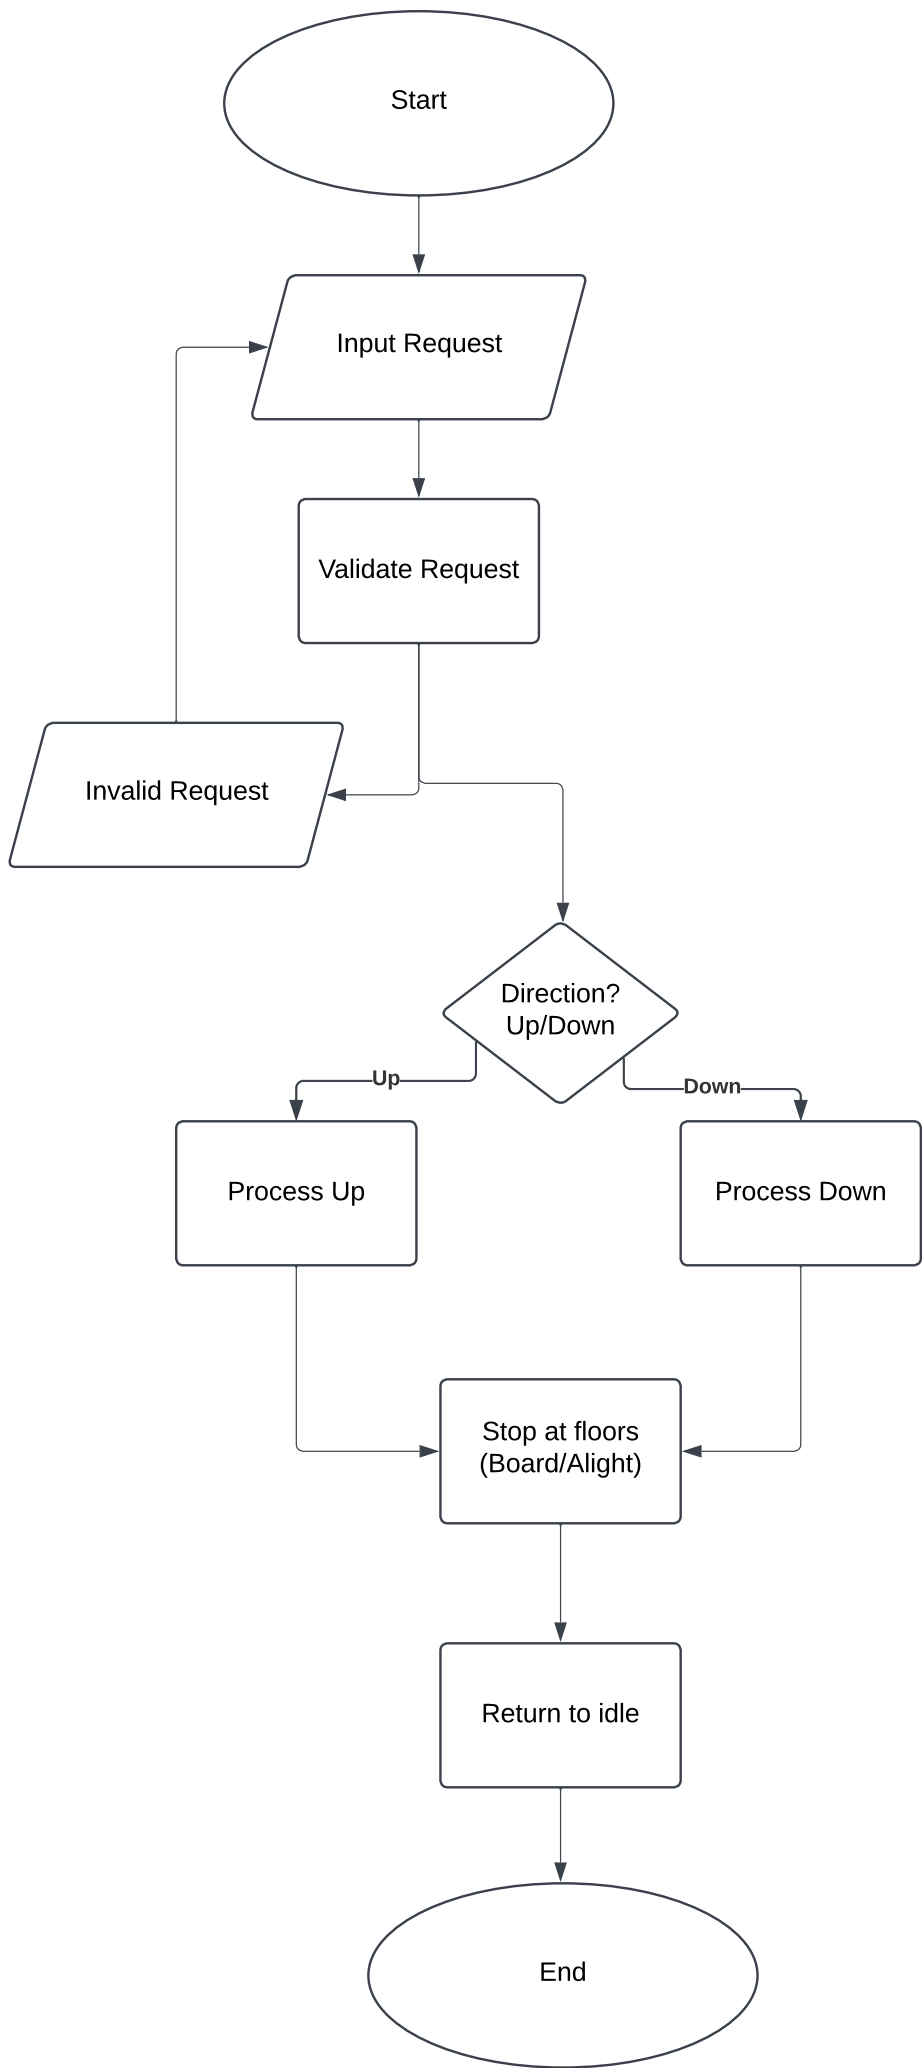 Start
Input Request
Validate Request
Invalid Request
Direction?
Up/Down
Up
Down
Process Up
Process Down
Stop at floors
(Board/Alight)
Return to idle
End